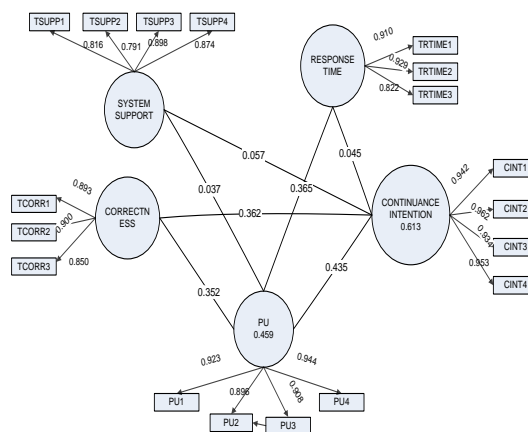 TSUPP1
TSUPP2
TSUPP3
TSUPP4
0.816
0.791
0.898
0.874
SYSTEM
SUPPORT
RESPONSE
TIME
0.910
0.829
0.822
TRTIME1
TRTIME2
TRTIME3
0.057
0.045
0.037
0.365
TCORR1
TCORR2
TCORR3
0.893
0.900
0.850
CORRECTN
ESS
0.362
0.352
0.435
CONTINUANCE
INTENTION
0.613
0.942
0.962
0.934
0.953
CINT1
CINT2
CINT3
CINT4
PU
0.459
0.923
0.896
0.908
0.944
PU1
PU2
PU3
PU4